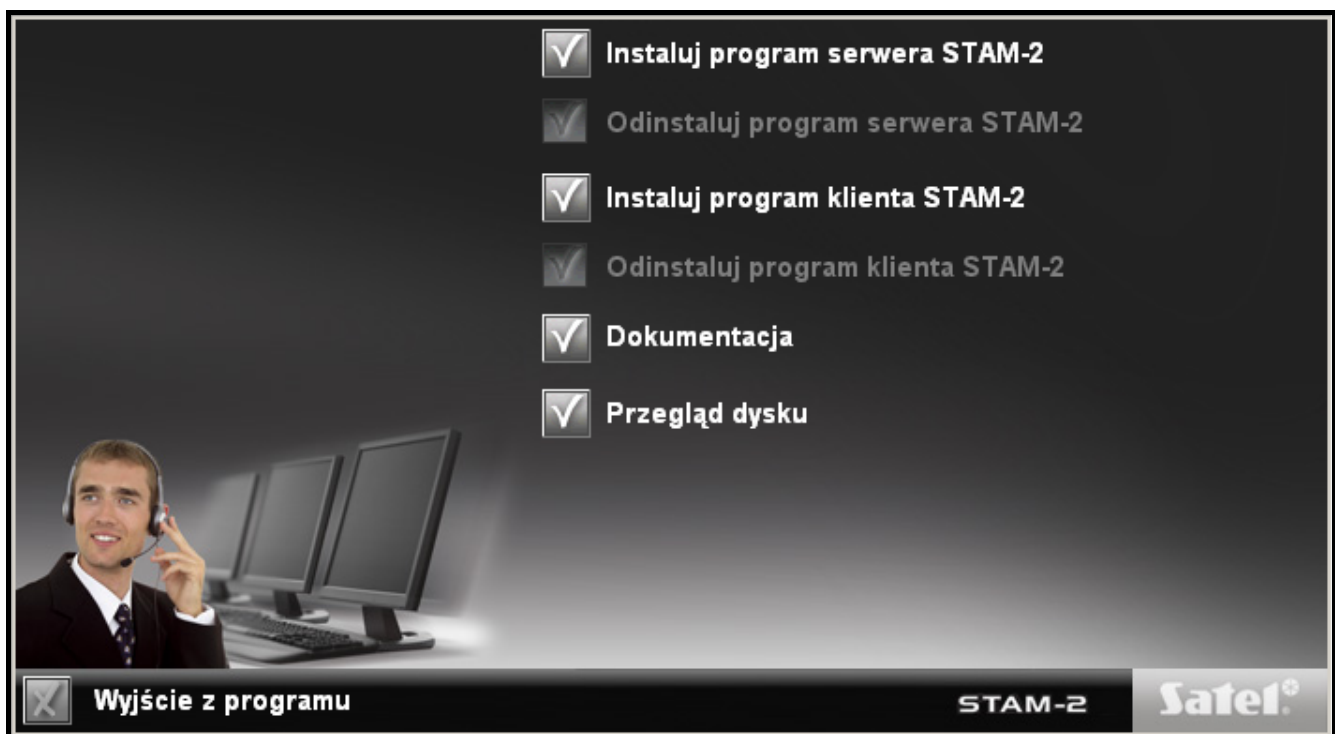 Instaluj program serwera STAM-2
Odinstaluj program serwera STAM-2
Instaluj program klienta STAM-2
Odinstaluj program klienta STAM-2
Dokumentacja
Przegląd dysku
Wyjście z programu
STAM-2
Satel®